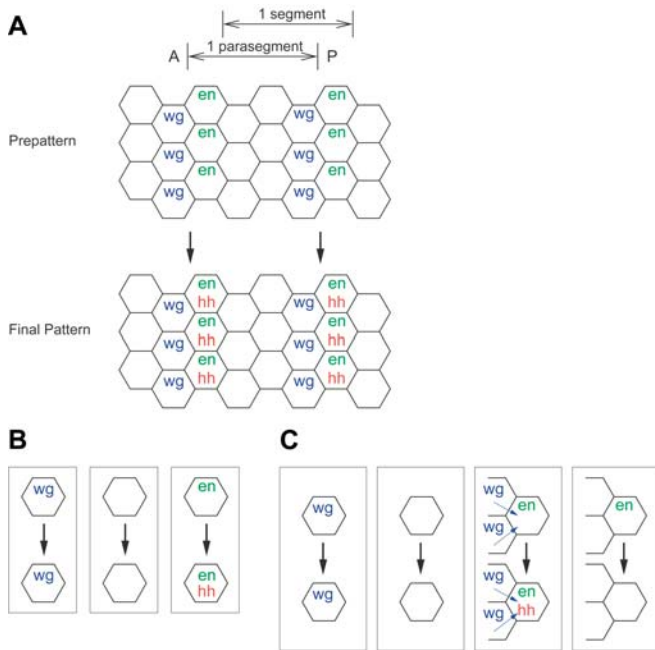 1 segment
A
1 parasegment
A P
en en
wg wg
Prepattern
en en
wg wg
en en
wg wg
en en
hh hh
wg wg
en en
Final Pattern
hh hh
wg wg
en en
hh hh
wg wg
B
C
wg
en
wg
wg
en
wg
en
wg
wg
en
hh
wg
wg
en
wg
hh